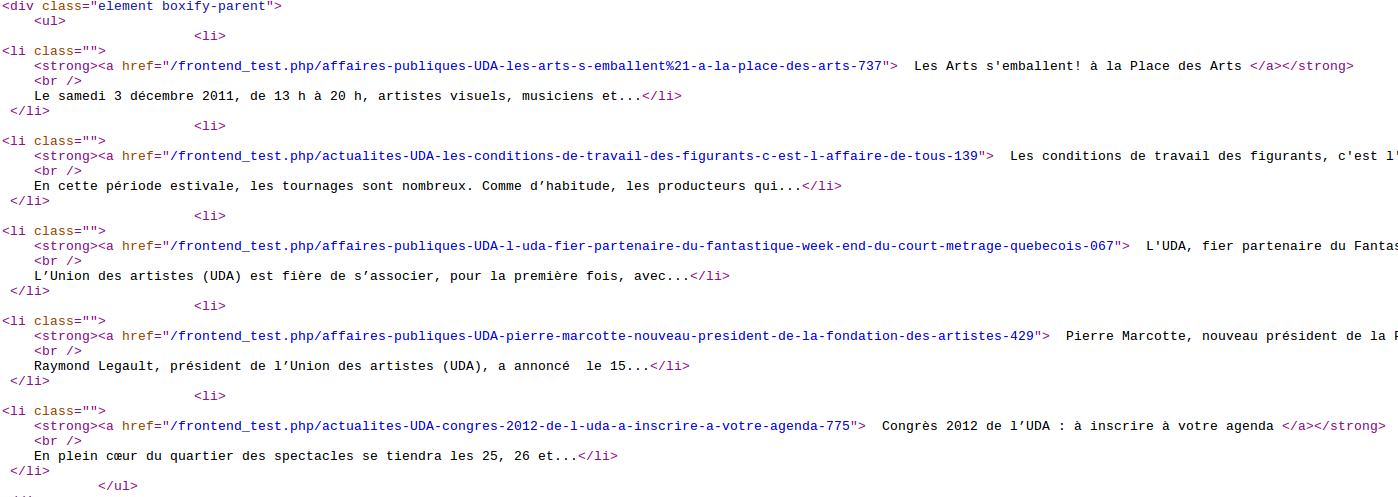 <div class="element boxify-parent">
<ul>
<li>
<li class="">
<strong><a href="/frontend_test.php/affaires-publiques-UDA-les-arts-s-emballent%21-a-la-place-des-arts-737">  Les Arts s'emballent! à la Place des Arts </a></strong>
<br />
Le samedi 3 décembre 2011, de 13 h à 20 h, artistes visuels, musiciens et...</li>
</li>
<li>
<li class="">
<strong><a href="/frontend_test.php/actualites-UDA-les-conditions-de-travail-des-figurants-c-est-l-affaire-de-tous-139">  Les conditions de travail des figurants, c'est l'
<br />
En cette période estivale, les tournages sont nombreux. Comme d’habitude, les producteurs qui...</li>
</li>
<li>
<li class="">
<strong><a href="/frontend_test.php/affaires-publiques-UDA-l-uda-fier-partenaire-du-fantastique-week-end-du-court-metrage-quebecois-067">  L'UDA, fier partenaire du Fantas
<br />
L’Union des artistes (UDA) est fière de s’associer, pour la première fois, avec...</li>
</li>
<li>
<li class="">
<strong><a href="/frontend_test.php/affaires-publiques-UDA-pierre-marcotte-nouveau-president-de-la-fondation-des-artistes-429">  Pierre Marcotte, nouveau président de la
<br />
Raymond Legault, président de l’Union des artistes (UDA), a annoncé  le 15...</li>
</li>
<li>
<li class="">
<strong><a href="/frontend_test.php/actualites-UDA-congres-2012-de-l-uda-a-inscrire-a-votre-agenda-775">  Congrès 2012 de l’UDA : à inscrire à votre agenda </a></strong>
<br />
En plein cœur du quartier des spectacles se tiendra les 25, 26 et...</li>
</li>
</ul>